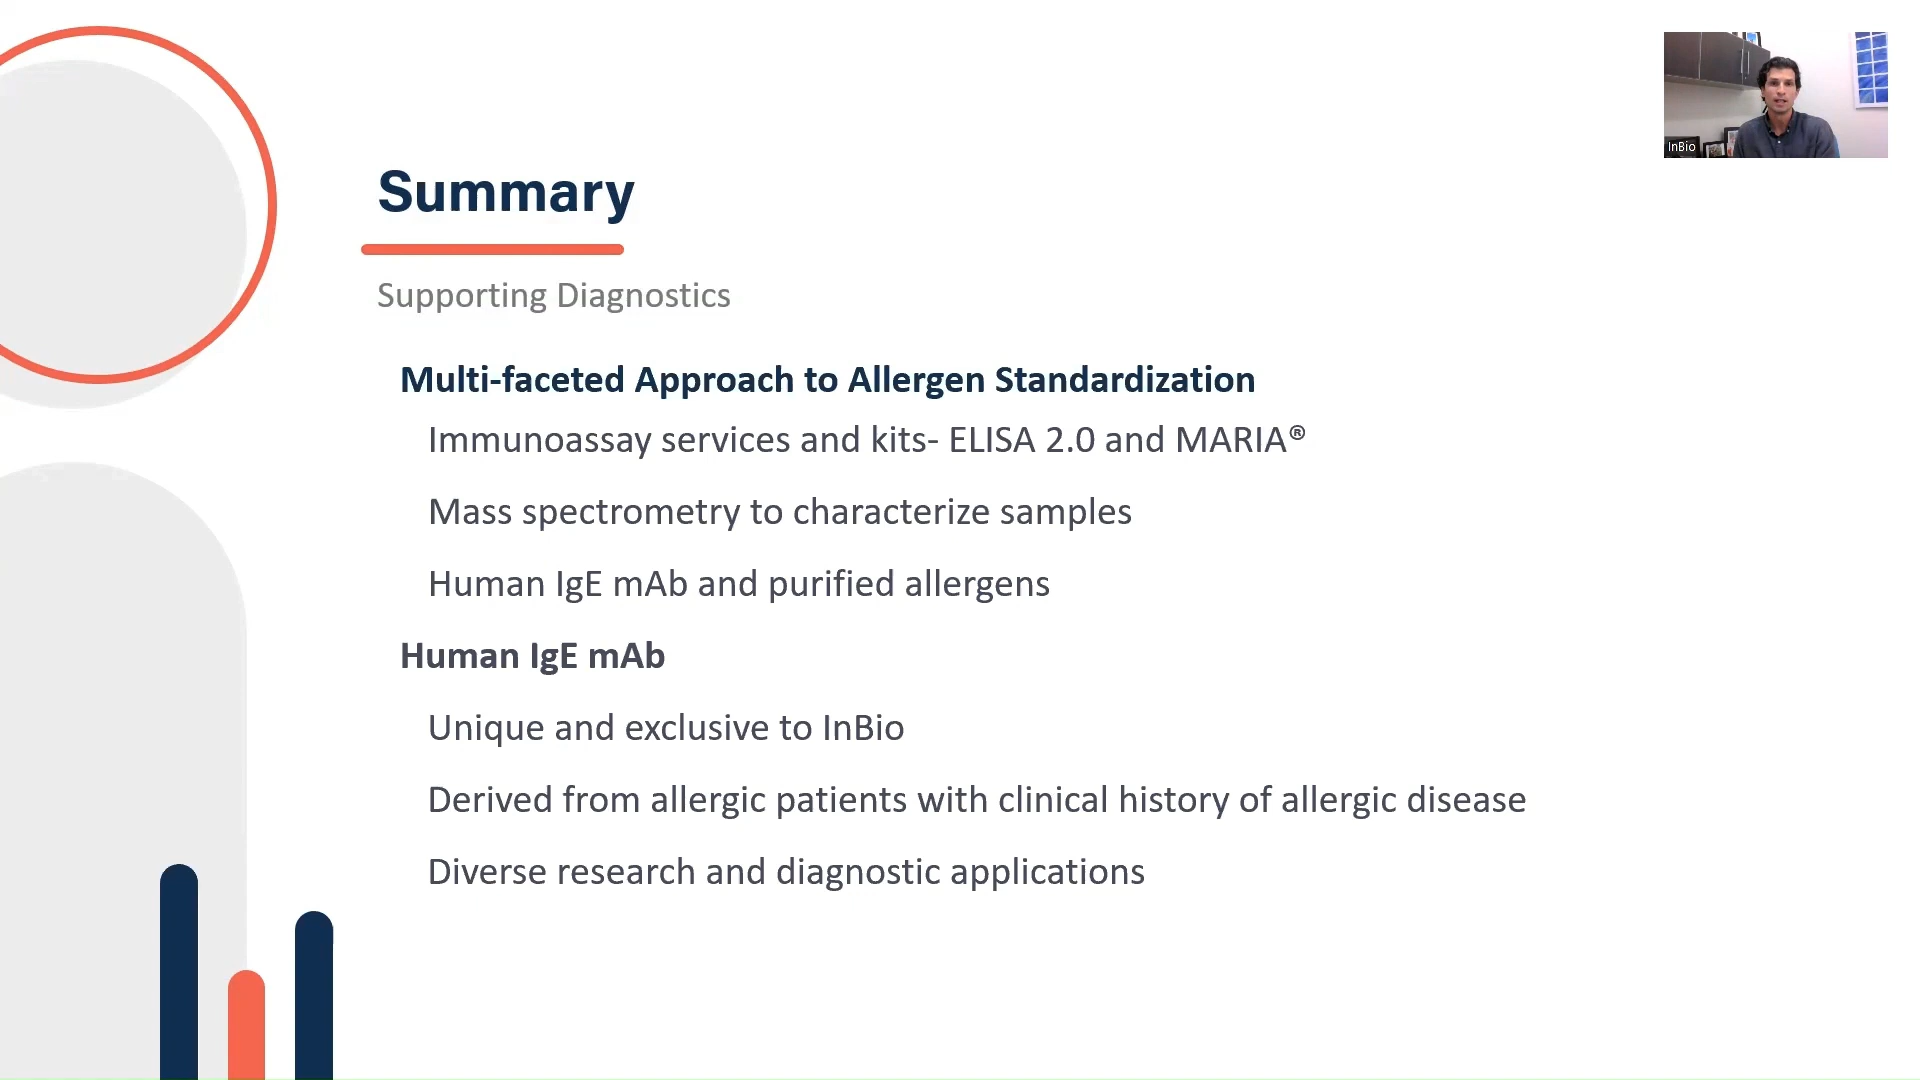 InBio
Summary
Supporting Diagnostics
Multi-faceted Approach to Allergen Standardization
Immunoassay services and kits- ELISA 2.0 and MARIA®
Mass spectrometry to characterize samples
Human IgE mAb and purified allergens
Human IgE mAb
Unique and exclusive to InBio
Derived from allergic patients with clinical history of allergic disease
Diverse research and diagnostic applications